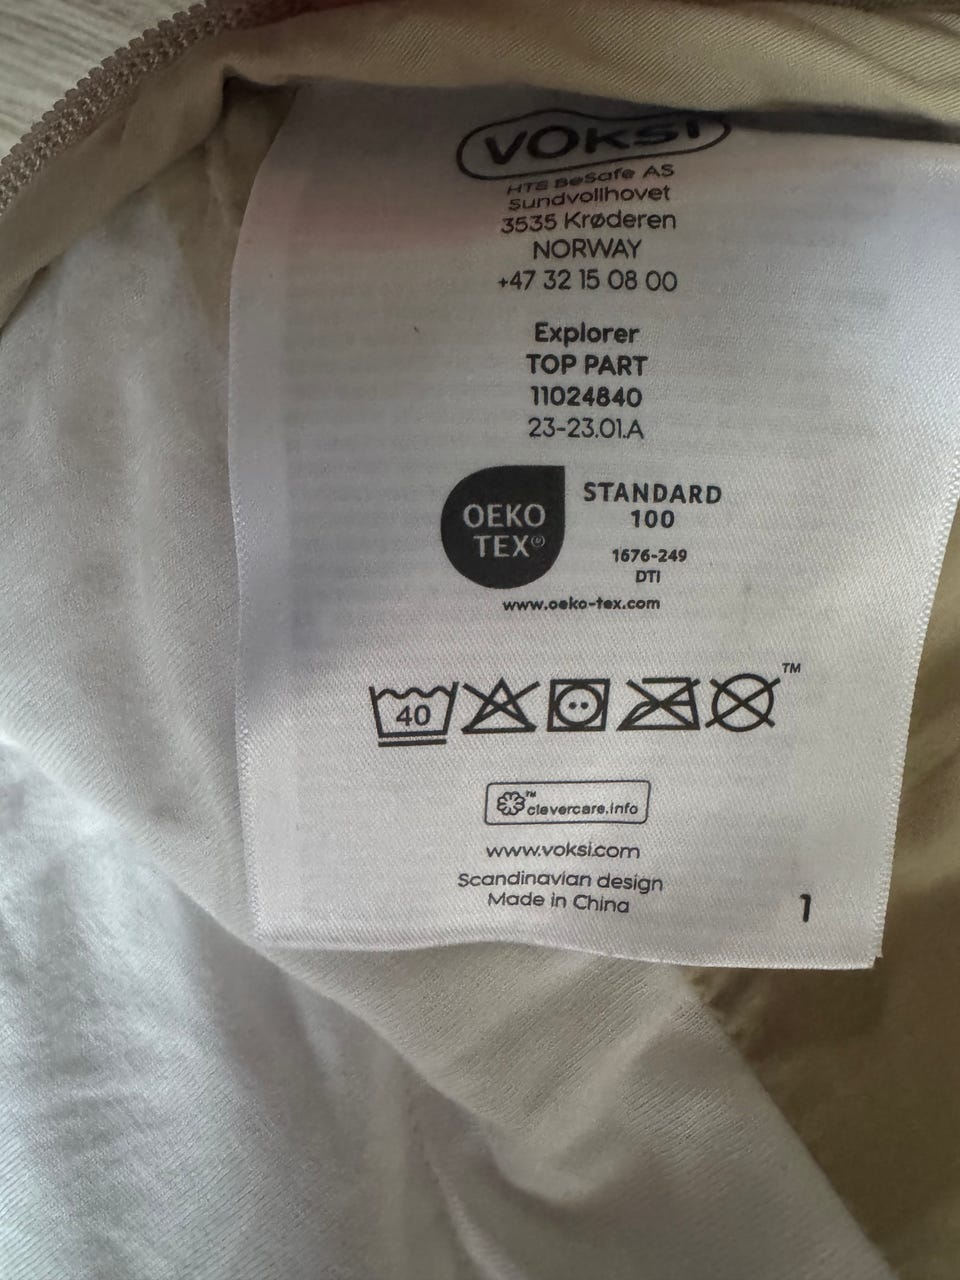 VOKSI
HTS BeSafe AS
Sundvollhovet
3535 Krøderen
NORWAY
+47 32 15 08 00
Explorer
TOP PART
11024840
23-23.01.A
OEKO
TEX®
STANDARD
100
1676-249
DTI
www.oeko-tex.com
40
TM
TM
clevercare.info
www.voksi.com
Scandinavian design
Made in China
1